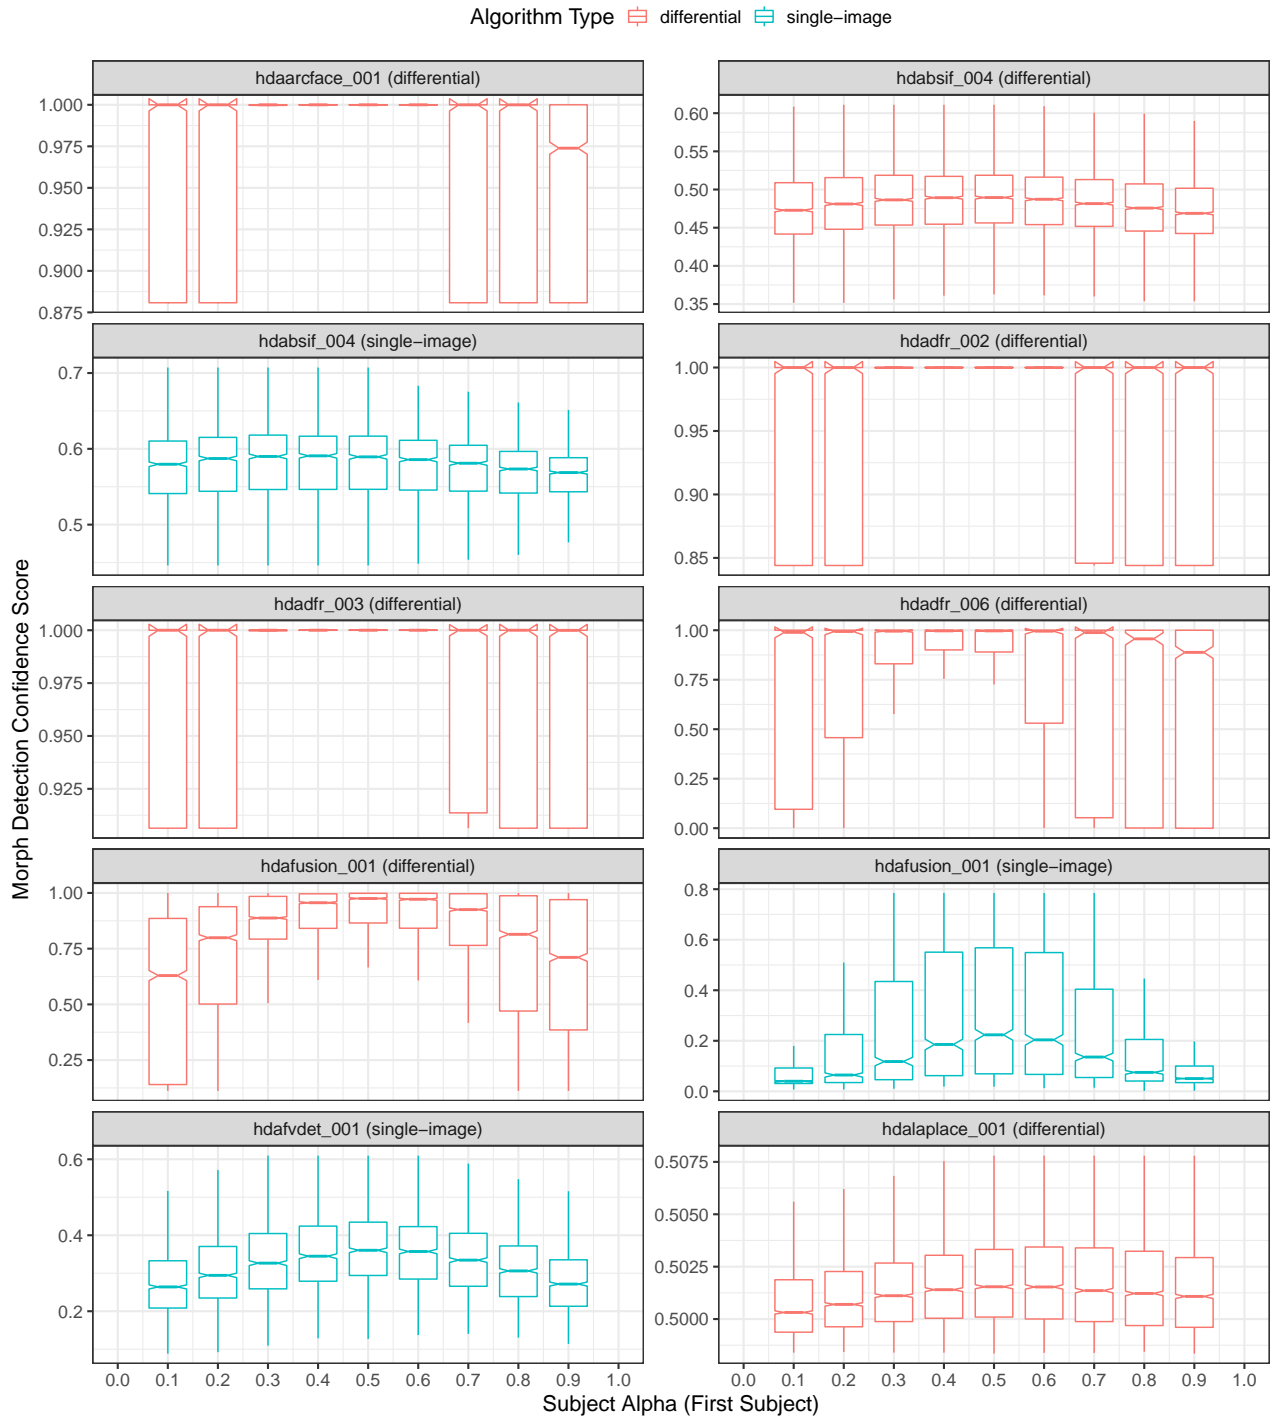 Algorithm Type differential single−image
hdaarcface_001 (differential)
hdabsif_004 (differential)
1.000
0.975
0.950
0.925
0.900
0.875
0.60
0.55
0.50
0.45
0.40
0.35
hdabsif_004 (single−image)
hdadfr_002 (differential)
0.7
0.6
0.5
1.00
0.95
0.90
0.85
hdadfr_003 (differential)
hdadfr_006 (differential)
1.000
0.975
0.950
0.925
1.00
0.75
0.50
0.25
0.00
hdafusion_001 (differential)
hdafusion_001 (single−image)
1.00
0.75
0.50
0.25
0.8
0.6
0.4
0.2
0.0
hdafvdet_001 (single−image)
hdalaplace_001 (differential)
0.6
0.4
0.2
0.5075
0.5050
0.5025
0.5000
0.0 0.1 0.2 0.3 0.4 0.5 0.6 0.7 0.8 0.9 1.0
0.0 0.1 0.2 0.3 0.4 0.5 0.6 0.7 0.8 0.9 1.0
Subject Alpha (First Subject)
Morph Detection Confidence Score